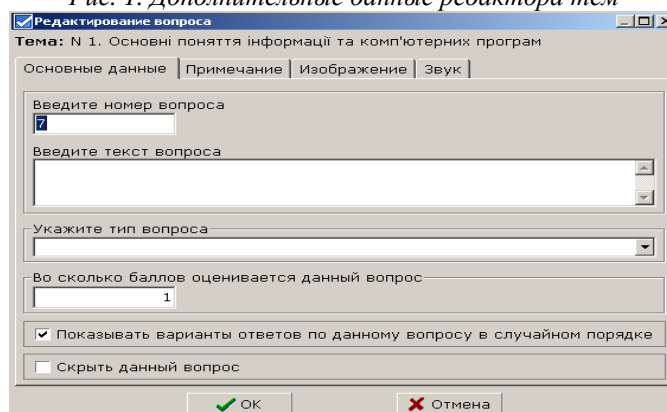 Рис. 1. Дополнительные данные редактора тем
Редактирование вопроса
Тема: N 1. Основні поняття інформації та комп'ютерних програм
Основные данные Примечание Изображение Звук
Введите номер вопроса
7
Введите текст вопроса
Укажите тип вопроса
Во сколько баллов оценивается данный вопрос
1
Показывать варианты ответов по данному вопросу в случайном порядке
Скрыть данный вопрос
OK Отмена